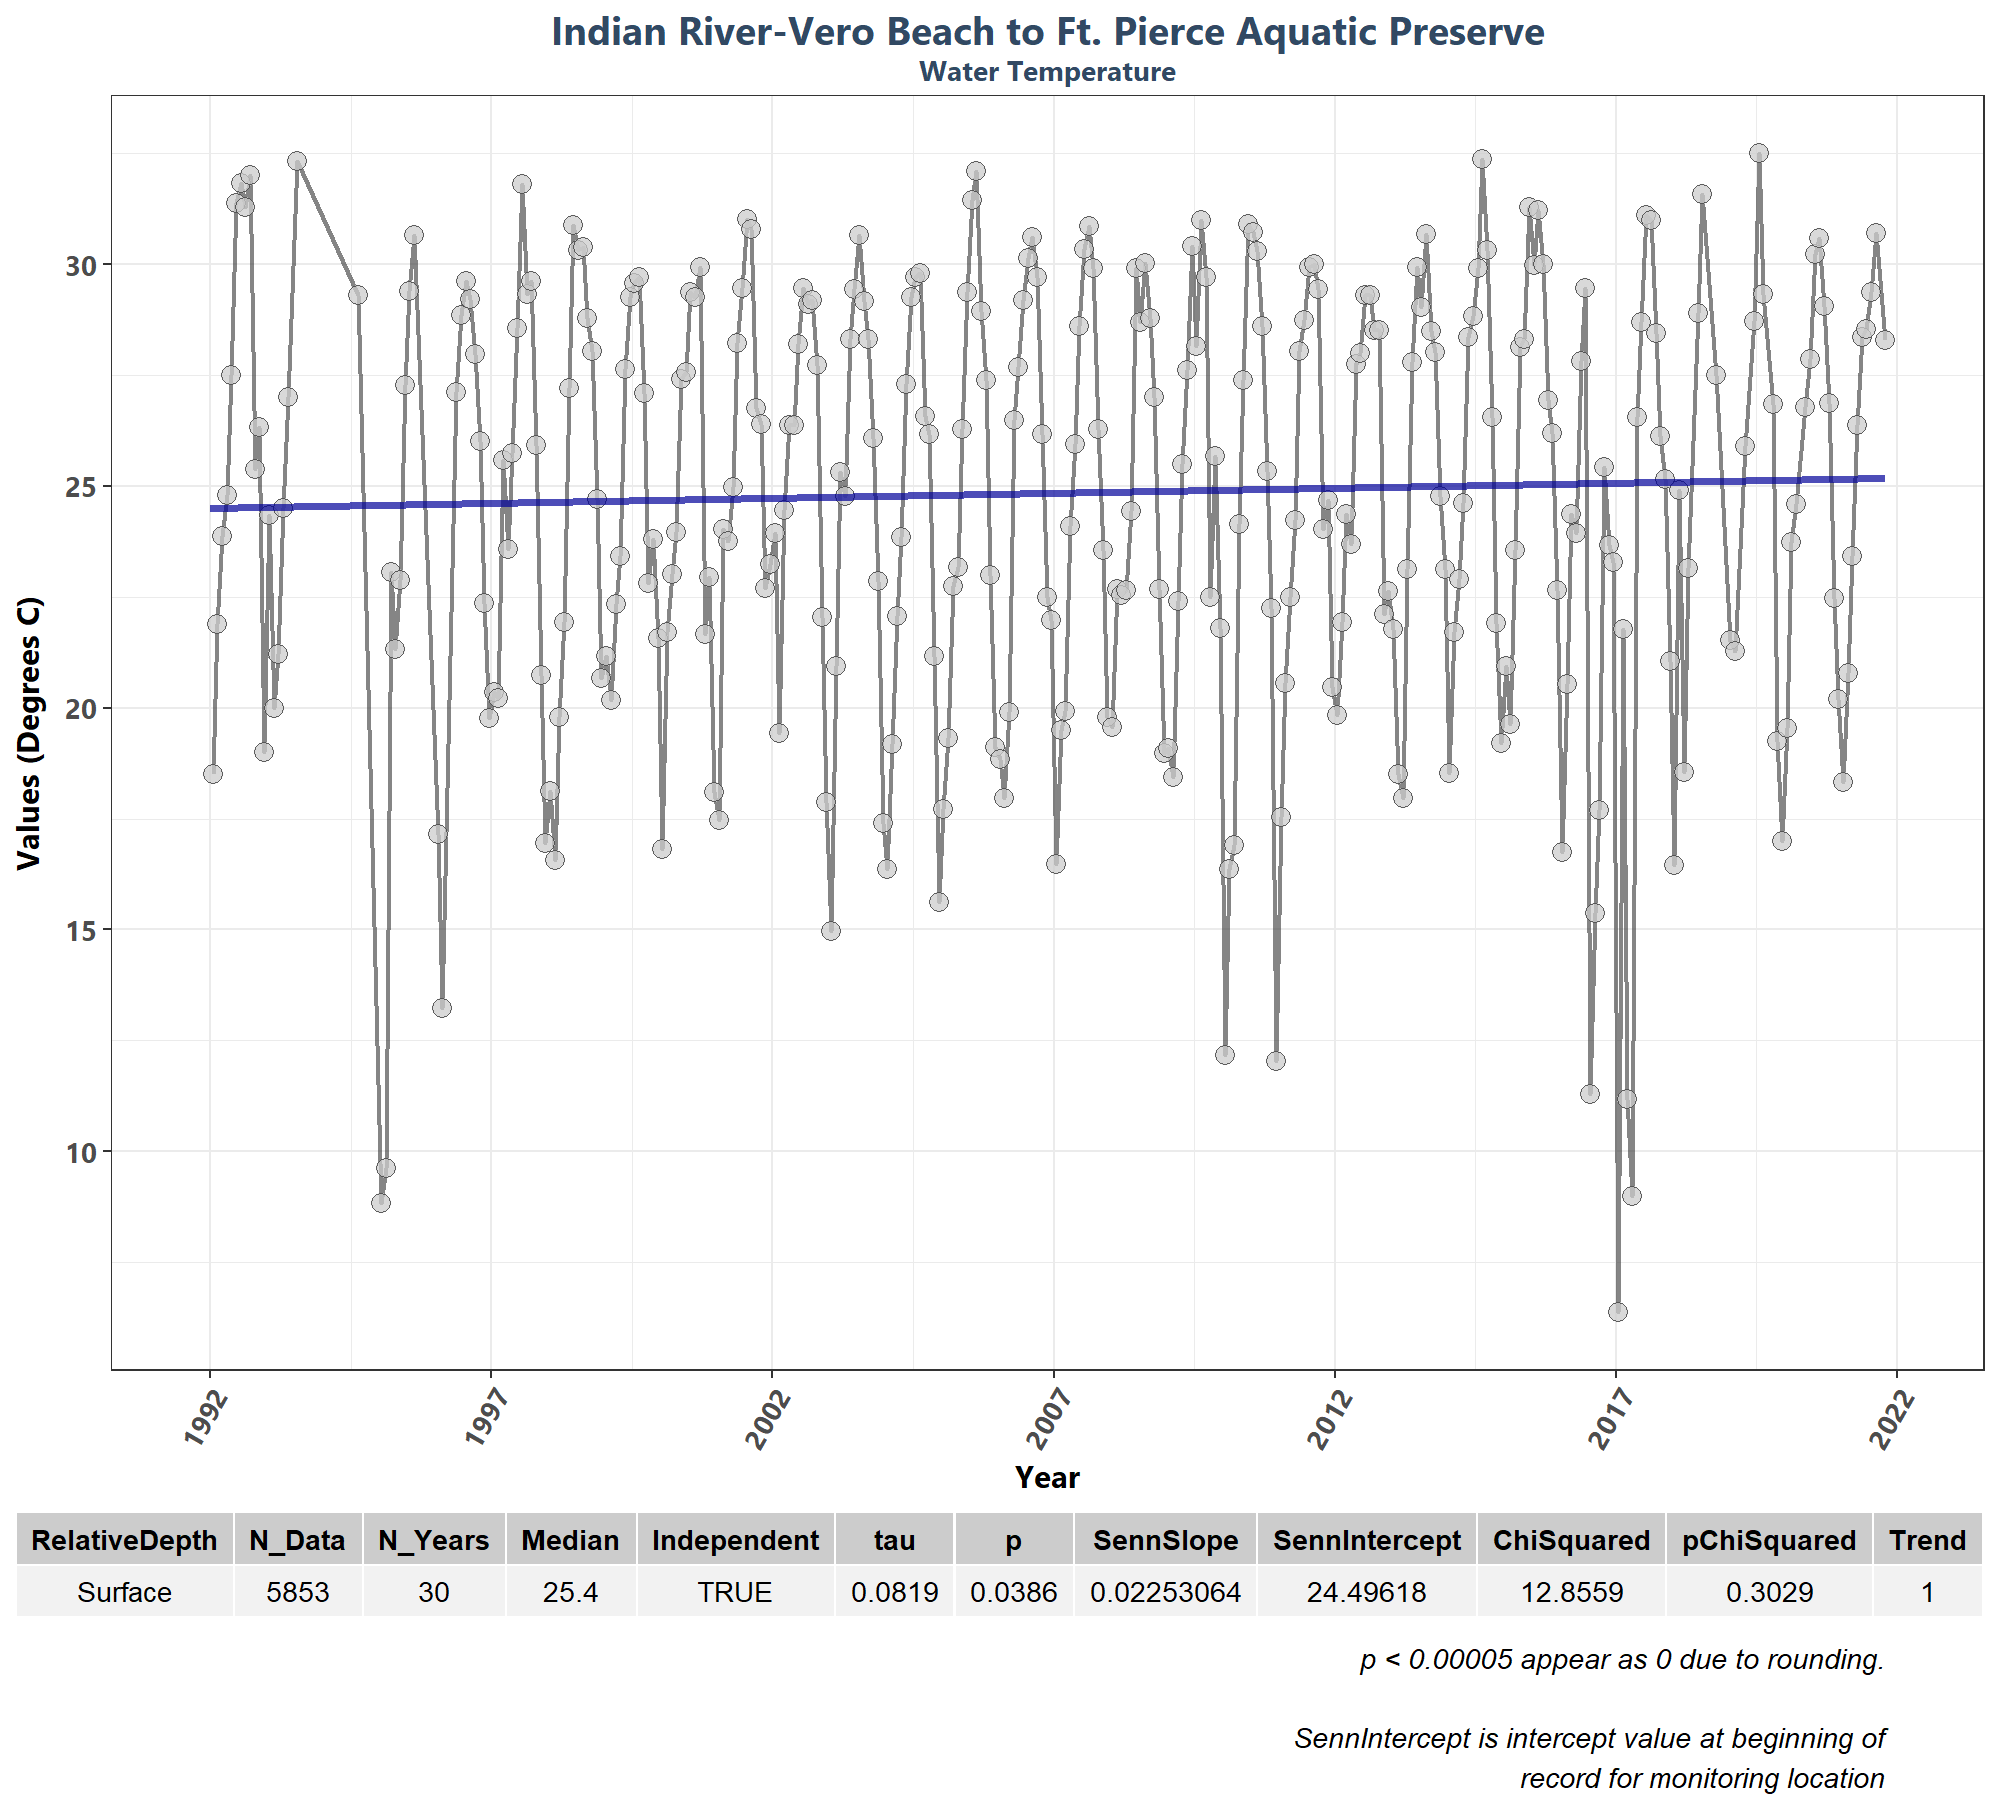 Indian River-Vero Beach to Ft. Pierce Aquatic Preserve
Water Temperature
Values (Degrees C)
30
25
20
15
10
1992
1997
2002
2007
2012
2017
2022
Year
RelativeDepth N_Data N_Years Median Independent tau p SennSlope SennIntercept ChiSquared pChiSquared Trend
Surface 5853 30 25.4 TRUE 0.0819 0.0386 0.02253064 24.49618 12.8559 0.3029 1
p < 0.00005 appear as 0 due to rounding.
SennIntercept is intercept value at beginning of
record for monitoring location